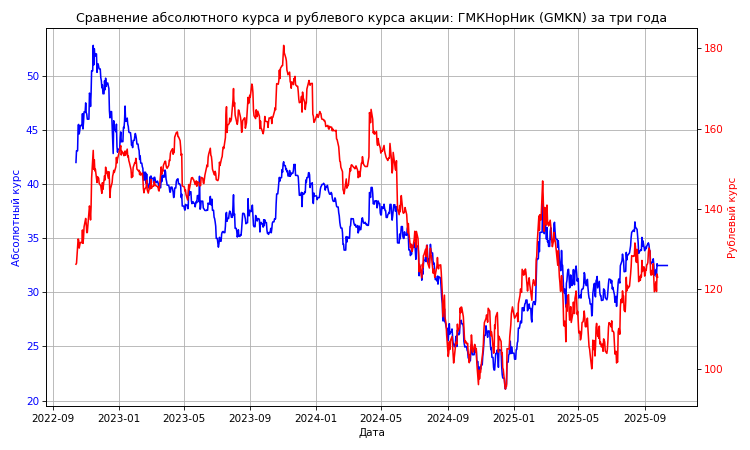 Сравнение абсолютного курса и рублевого курса акции: ГМКНорНик (GMKN) за три года
Абсолютный курс
50
45
40
35
30
25
20
180
160
140
120
100
Рублевый курс
2022-09 2023-01 2023-05 2023-09 2024-01 2024-05 2024-09 2025-01 2025-05 2025-09
Дата